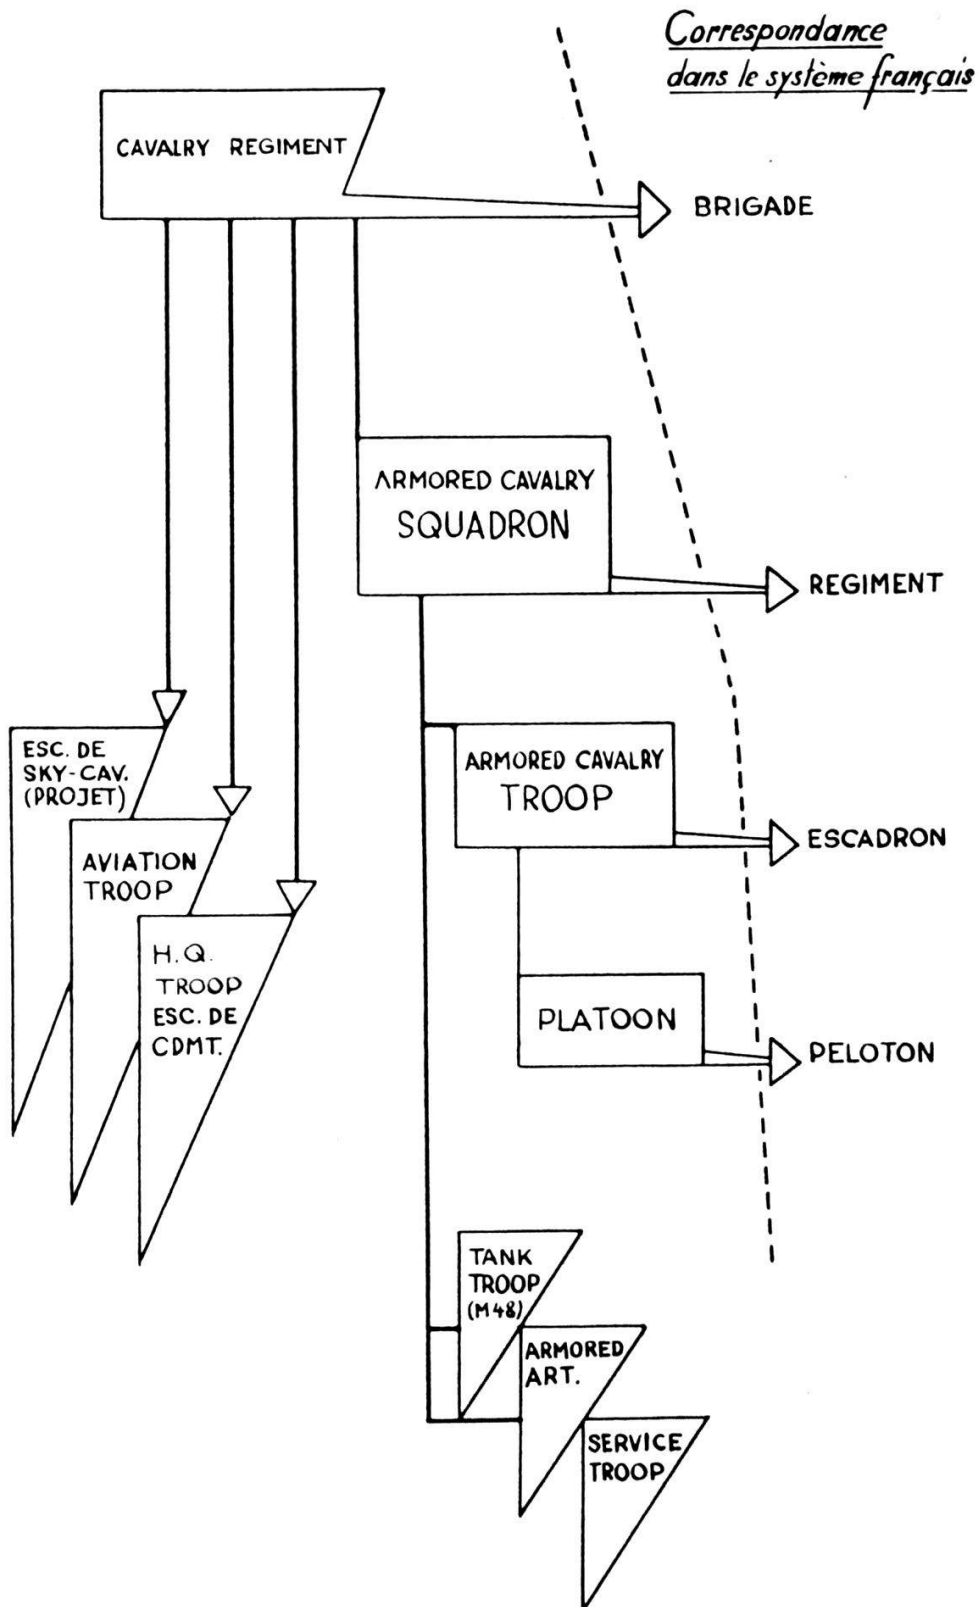 Correspondance
dans le système français
CAVALRY REGIMENT
BRIGADE
ARMORED CAVALRY
SQUADRON
REGIMENT
ESC. DE
SKY-CAV.
(PROJET)
ARMORED CAVALRY
TROOP
ESCADRON
AVIATION
TROOP
H.Q.
TROOP
ESC. DE
CDMT.
PLATOON
PELOTON
TANK
TROOP
(M48)
ARMORED
ART.
SERVICE
TROOP